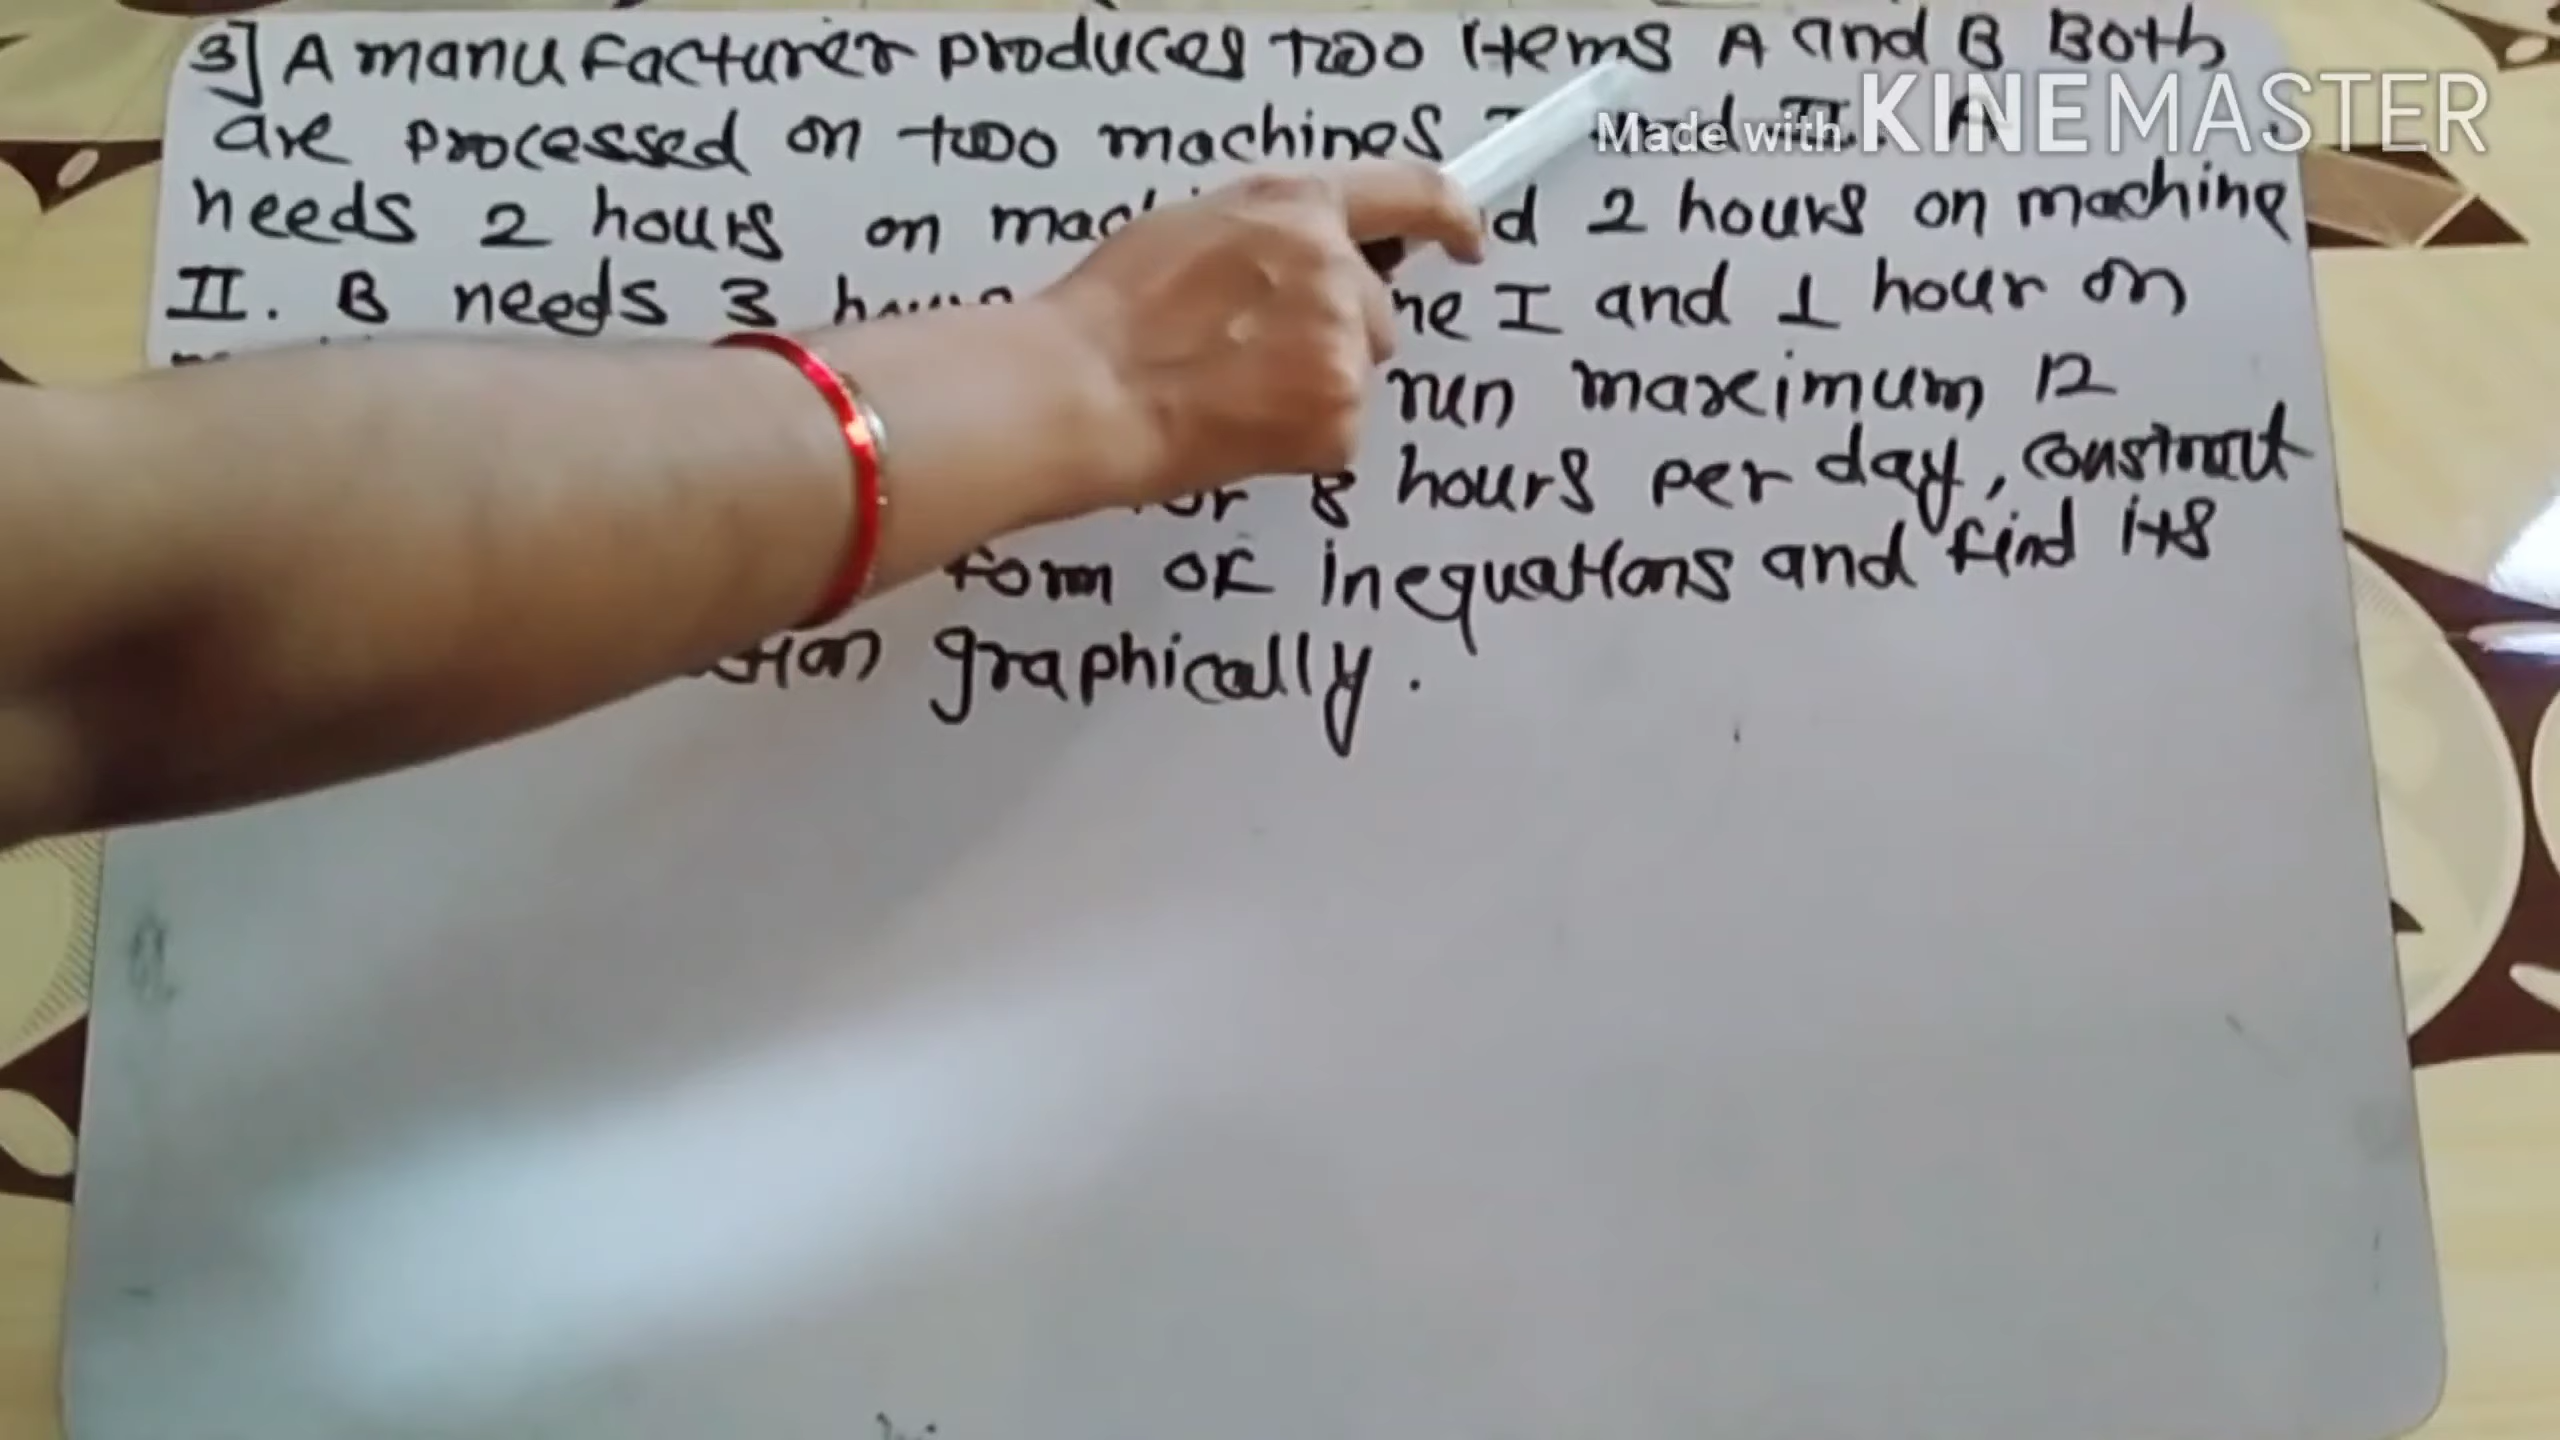 3] A manufacturer produces two items A and B Both
are processed on two machines and II. A
Made with KINEMASTER
needs 2 hours on 2 hours on machine
II. B needs 3 I and 1 hour on
run maximum 12
8 hours per day, construct
form of inequations and find its
graphically.